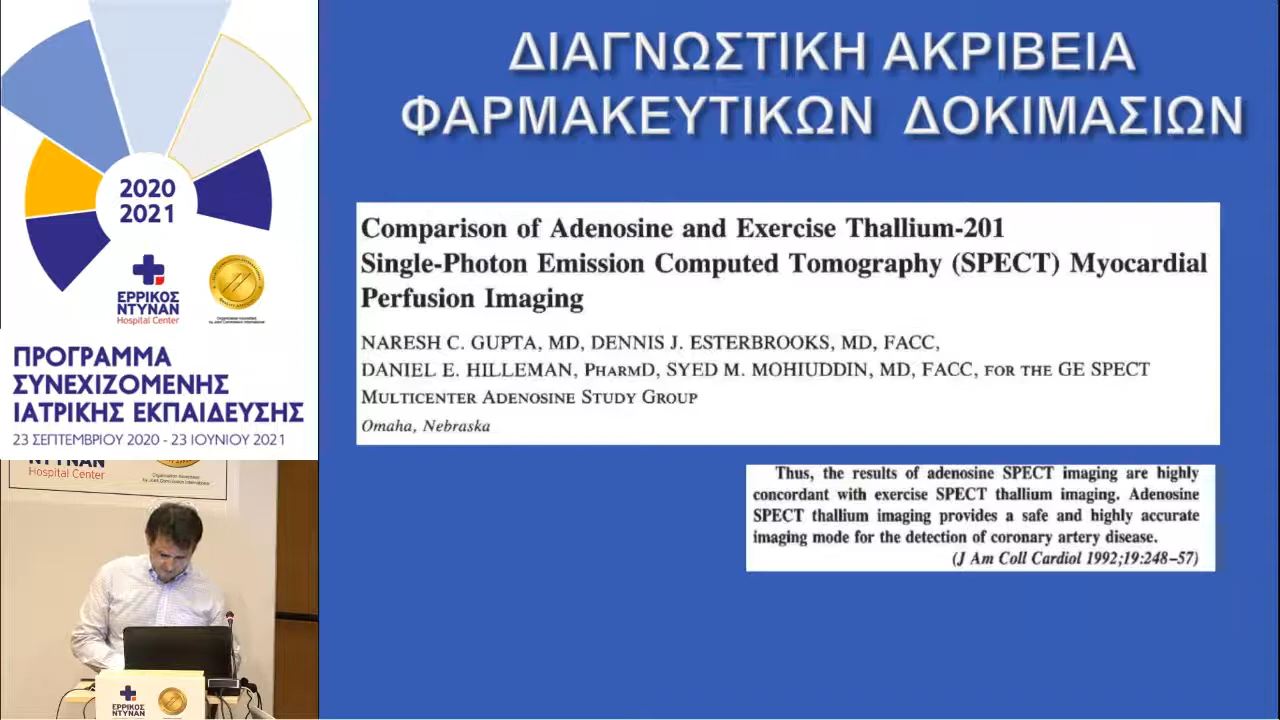 2020
2021
ΕΡΡΙΚΟΣ
ΝΤΥΝΑΝ
Hospital Center
ΠΡΟΓΡΑΜΜΑ
ΣΥΝΕΧΙΖΟΜΕΝΗΣ
ΙΑΤΡΙΚΗΣ ΕΚΠΑΙΔΕΥΣΗΣ
23 ΣΕΠΤΕΜΒΡΙΟΥ 2020 - 23 ΙΟΥΝΙΟΥ 2021
ΝΤΥΝΑΝ
Hospital Center
ΕΡΡΙΚΟΣ
ΝΤΥΝΑΝ
ΔΙΑΓΝΩΣΤΙΚΗ ΑΚΡΙΒΕΙΑ
ΦΑΡΜΑΚΕΥΤΙΚΩΝ ΔΟΚΙΜΑΣΙΩΝ
Comparison of Adenosine and Exercise Thallium-201
Single-Photon Emission Computed Tomography (SPECT) Myocardial
Perfusion Imaging
NARESH C. GUPTA, MD, DENNIS J. ESTERBROOKS, MD, FACC,
DANIEL E. HILLEMAN, PHARMD, SYED M. MOHIUDDIN, MD, FACC, FOR THE GE SPECT
MULTICENTER ADENOSINE STUDY GROUP
Omaha, Nebraska
Thus, the results of adenosine SPECT imaging are highly
concordant with exercise SPECT thallium imaging. Adenosine
SPECT thallium imaging provides a safe and highly accurate
imaging mode for the detection of coronary artery disease.
(J Am Coll Cardiol 1992;19:248–57)